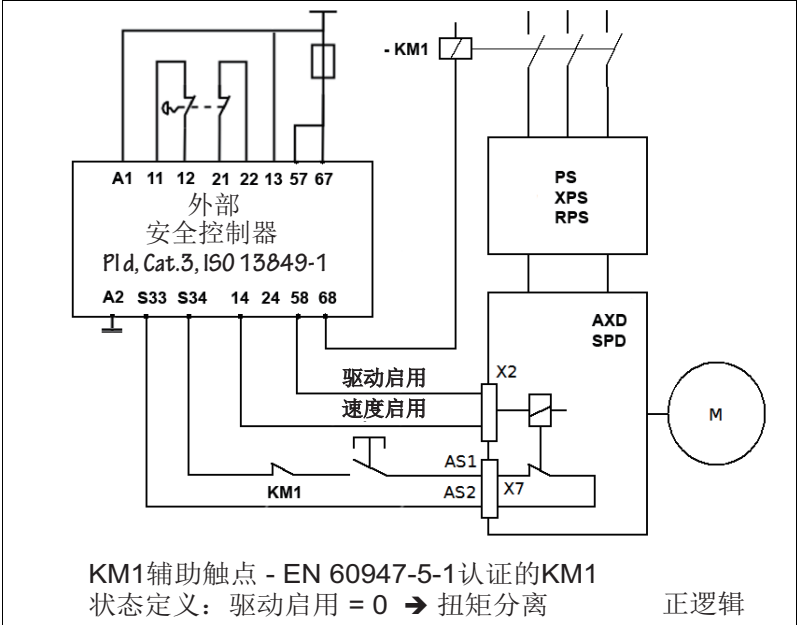 - KM1
A1 11 12 21 22 13 57 67
外部
安全控制器
Pl d, Cat.3, ISO 13849-1
A2 S33 S34 14 24 58 68
PS
XPS
RPS
AXD
SPD
驱动启用
X2
速度启用
M
AS1
KM1
AS2 X7
KM1辅助触点 - EN 60947-5-1认证的KM1
状态定义：驱动启用 = 0 ➔ 扭矩分离 正逻辑